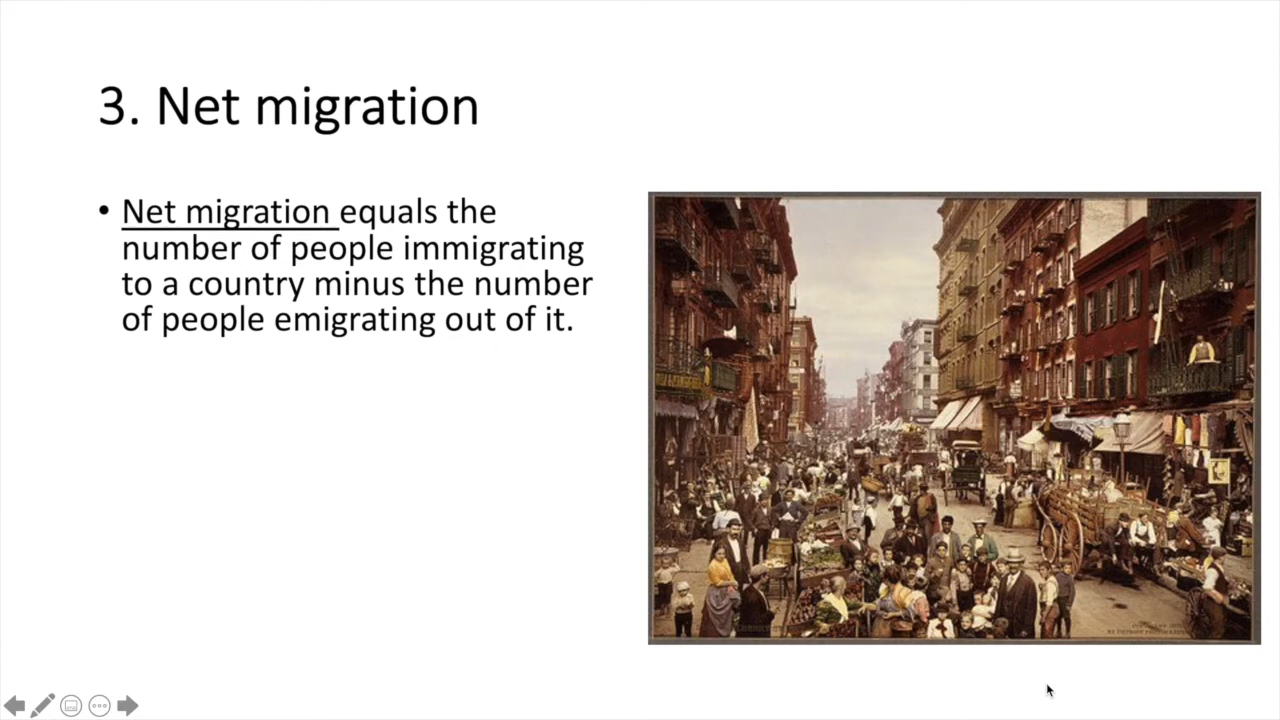 3. Net migration
• Net migration equals the
number of people immigrating
to a country minus the number
of people emigrating out of it.